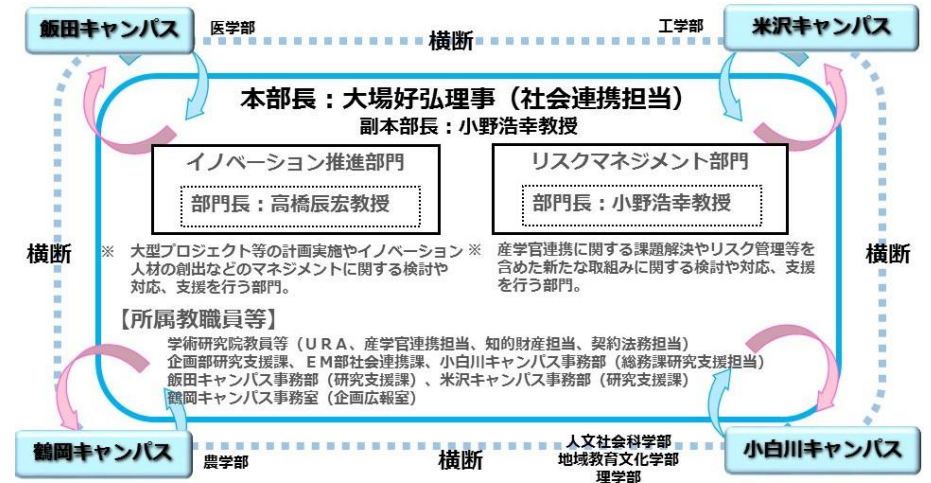 飯田キャンパス
医学部
横断
工学部
米沢キャンパス
本部長：大場好弘理事（社会連携担当）
副本部長：小野浩幸教授
イノベーション推進部門
部門長：高橋辰宏教授
リスクマネジメント部門
部門長：小野浩幸教授
横断
※ 大型プロジェクト等の計画実施やイノベーション
人材の創出などのマネジメントに関する検討や
対応、支援を行う部門。
※ 産学官連携に関する課題解決やリスク管理等を
含めた新たな取組みに関する検討や対応、支援
を行う部門。
横断
【所属教職員等】
学術研究院教員等（ＵＲＡ、産学官連携担当、知的財産担当、契約法務担当）
企画部研究支援課、ＥＭ部社会連携課、小白川キャンパス事務部（総務課研究支援担当）
飯田キャンパス事務部（研究支援課）、米沢キャンパス事務部（研究支援課）
鶴岡キャンパス事務室（企画広報室）
鶴岡キャンパス
農学部
横断
人文社会科学部
地域教育文化学部
理学部
小白川キャンパス